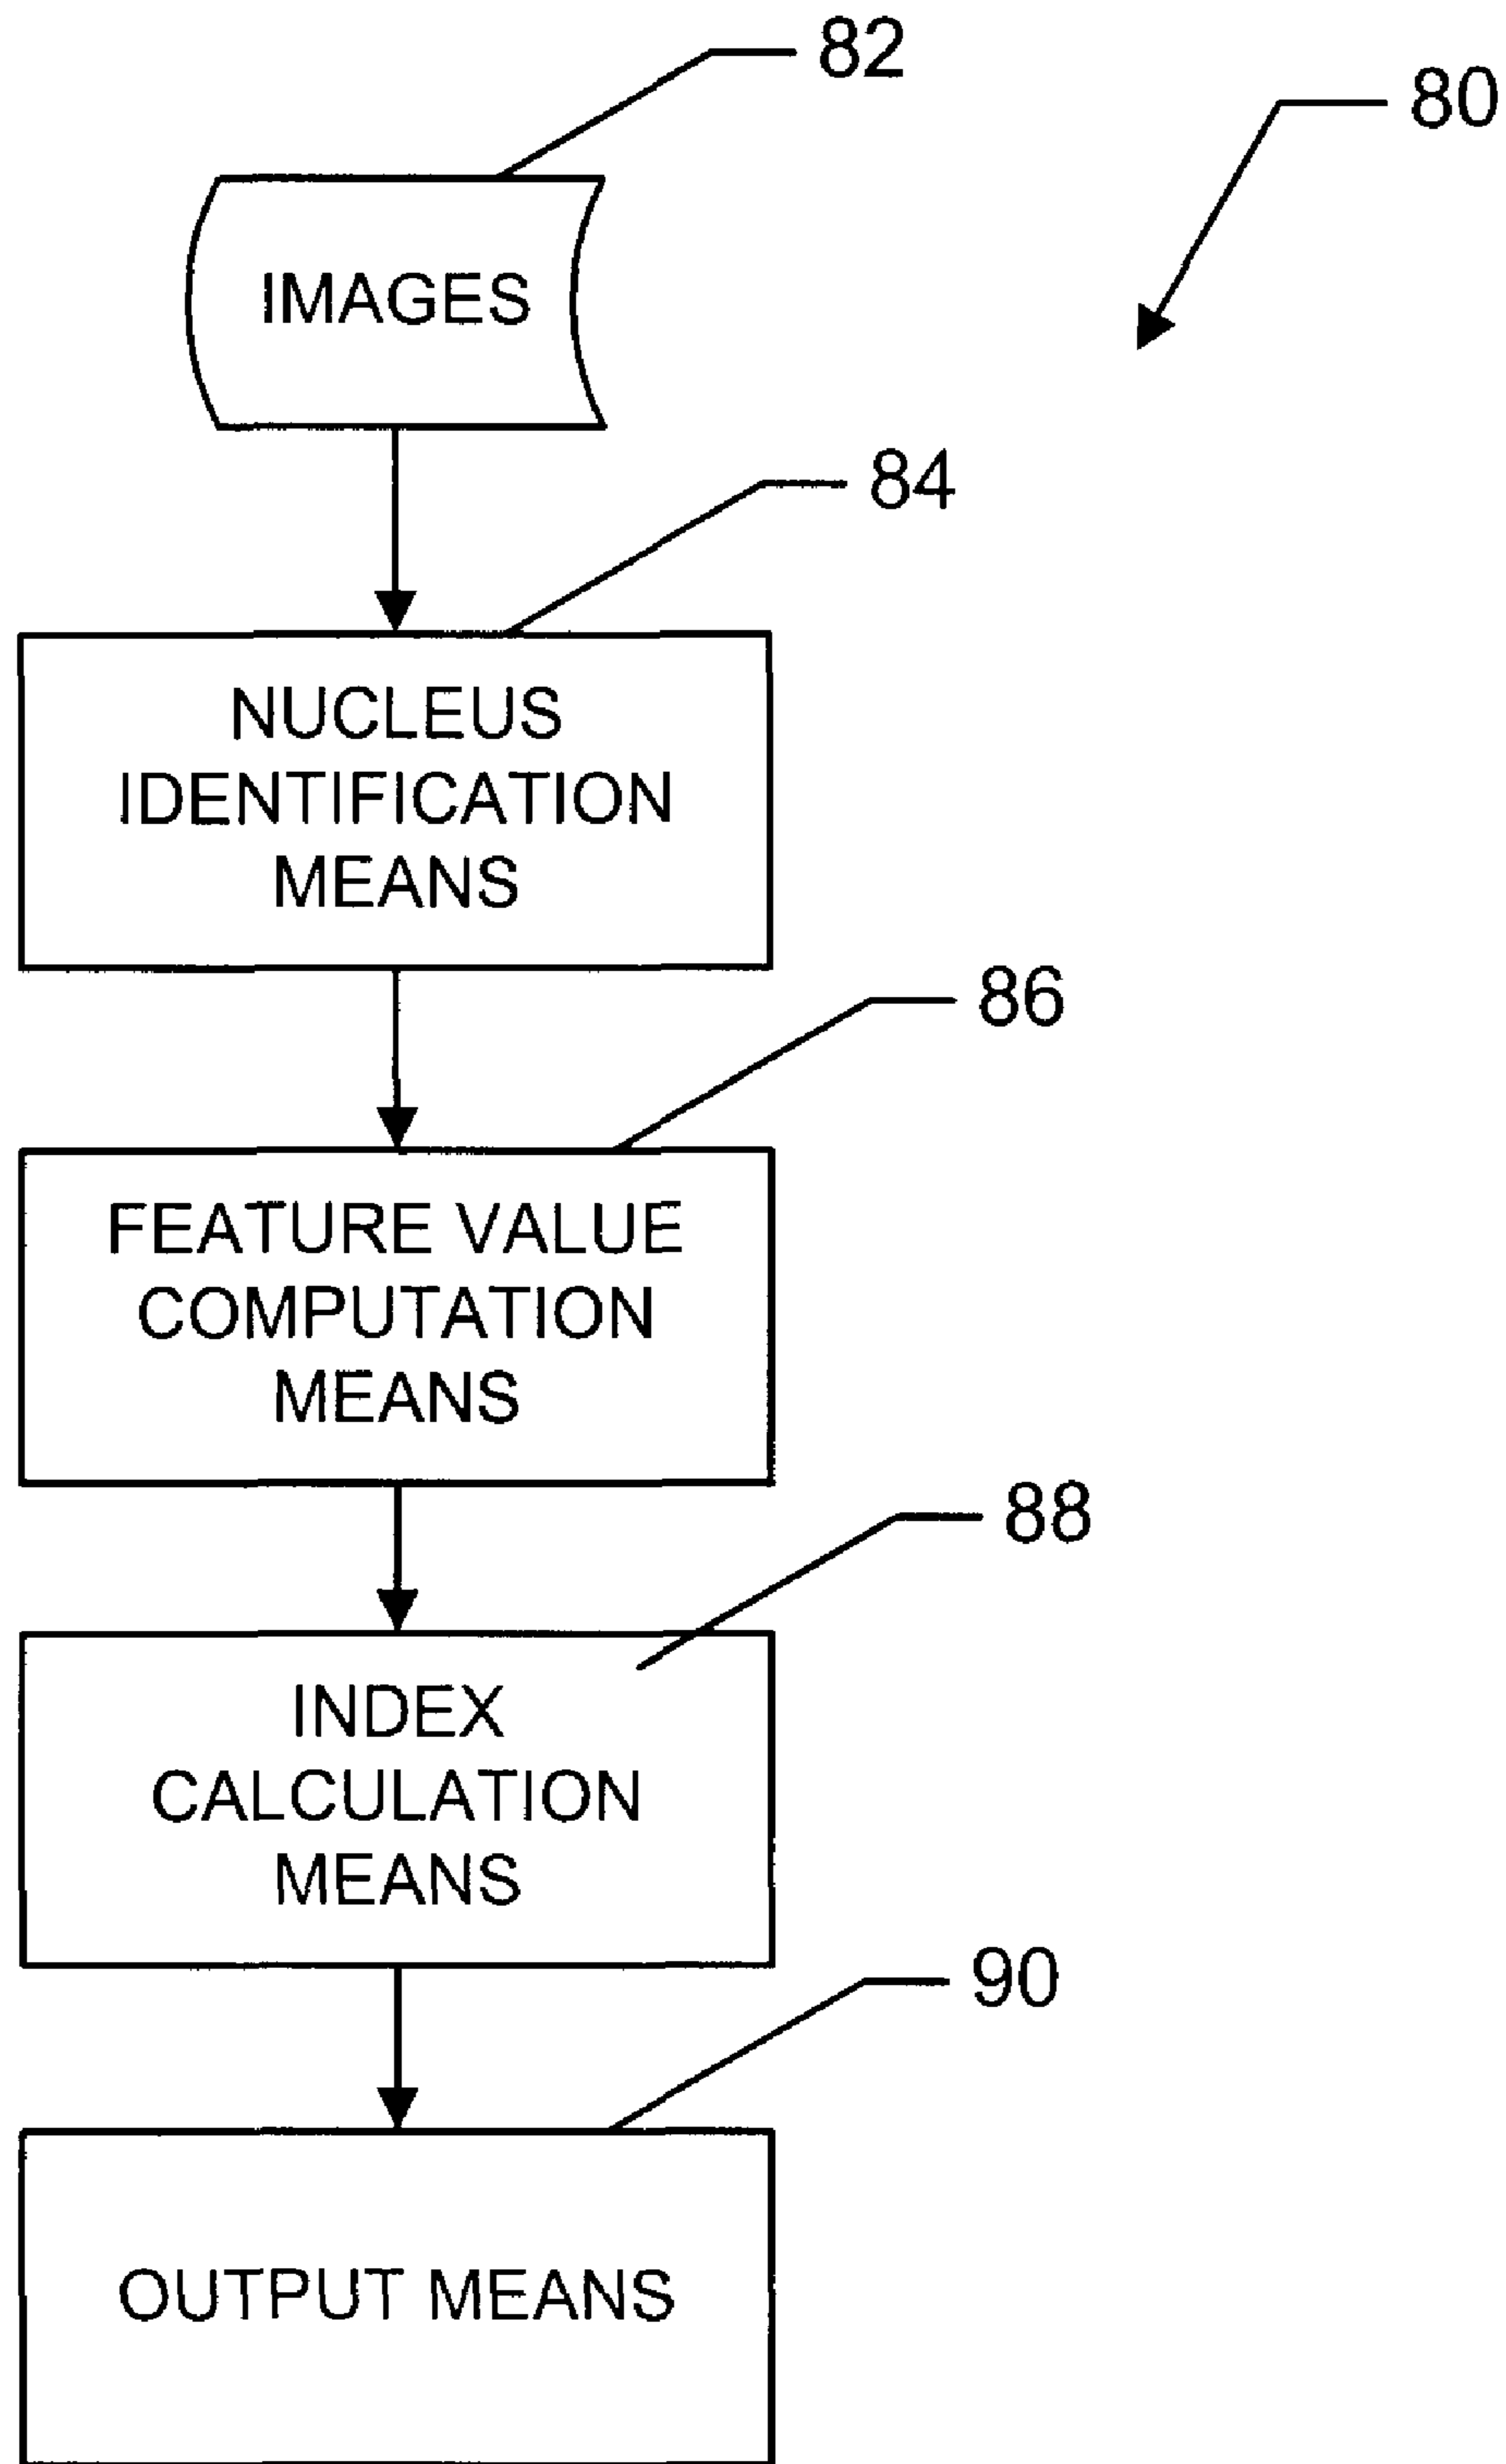 82
80
IMAGES
84
NUCLEUS
IDENTIFICATION
MEANS
86
FEATURE VALUE
COMPUTATION
MEANS
88
INDEX
CALCULATION
MEANS
90
OUTPUT MEANS